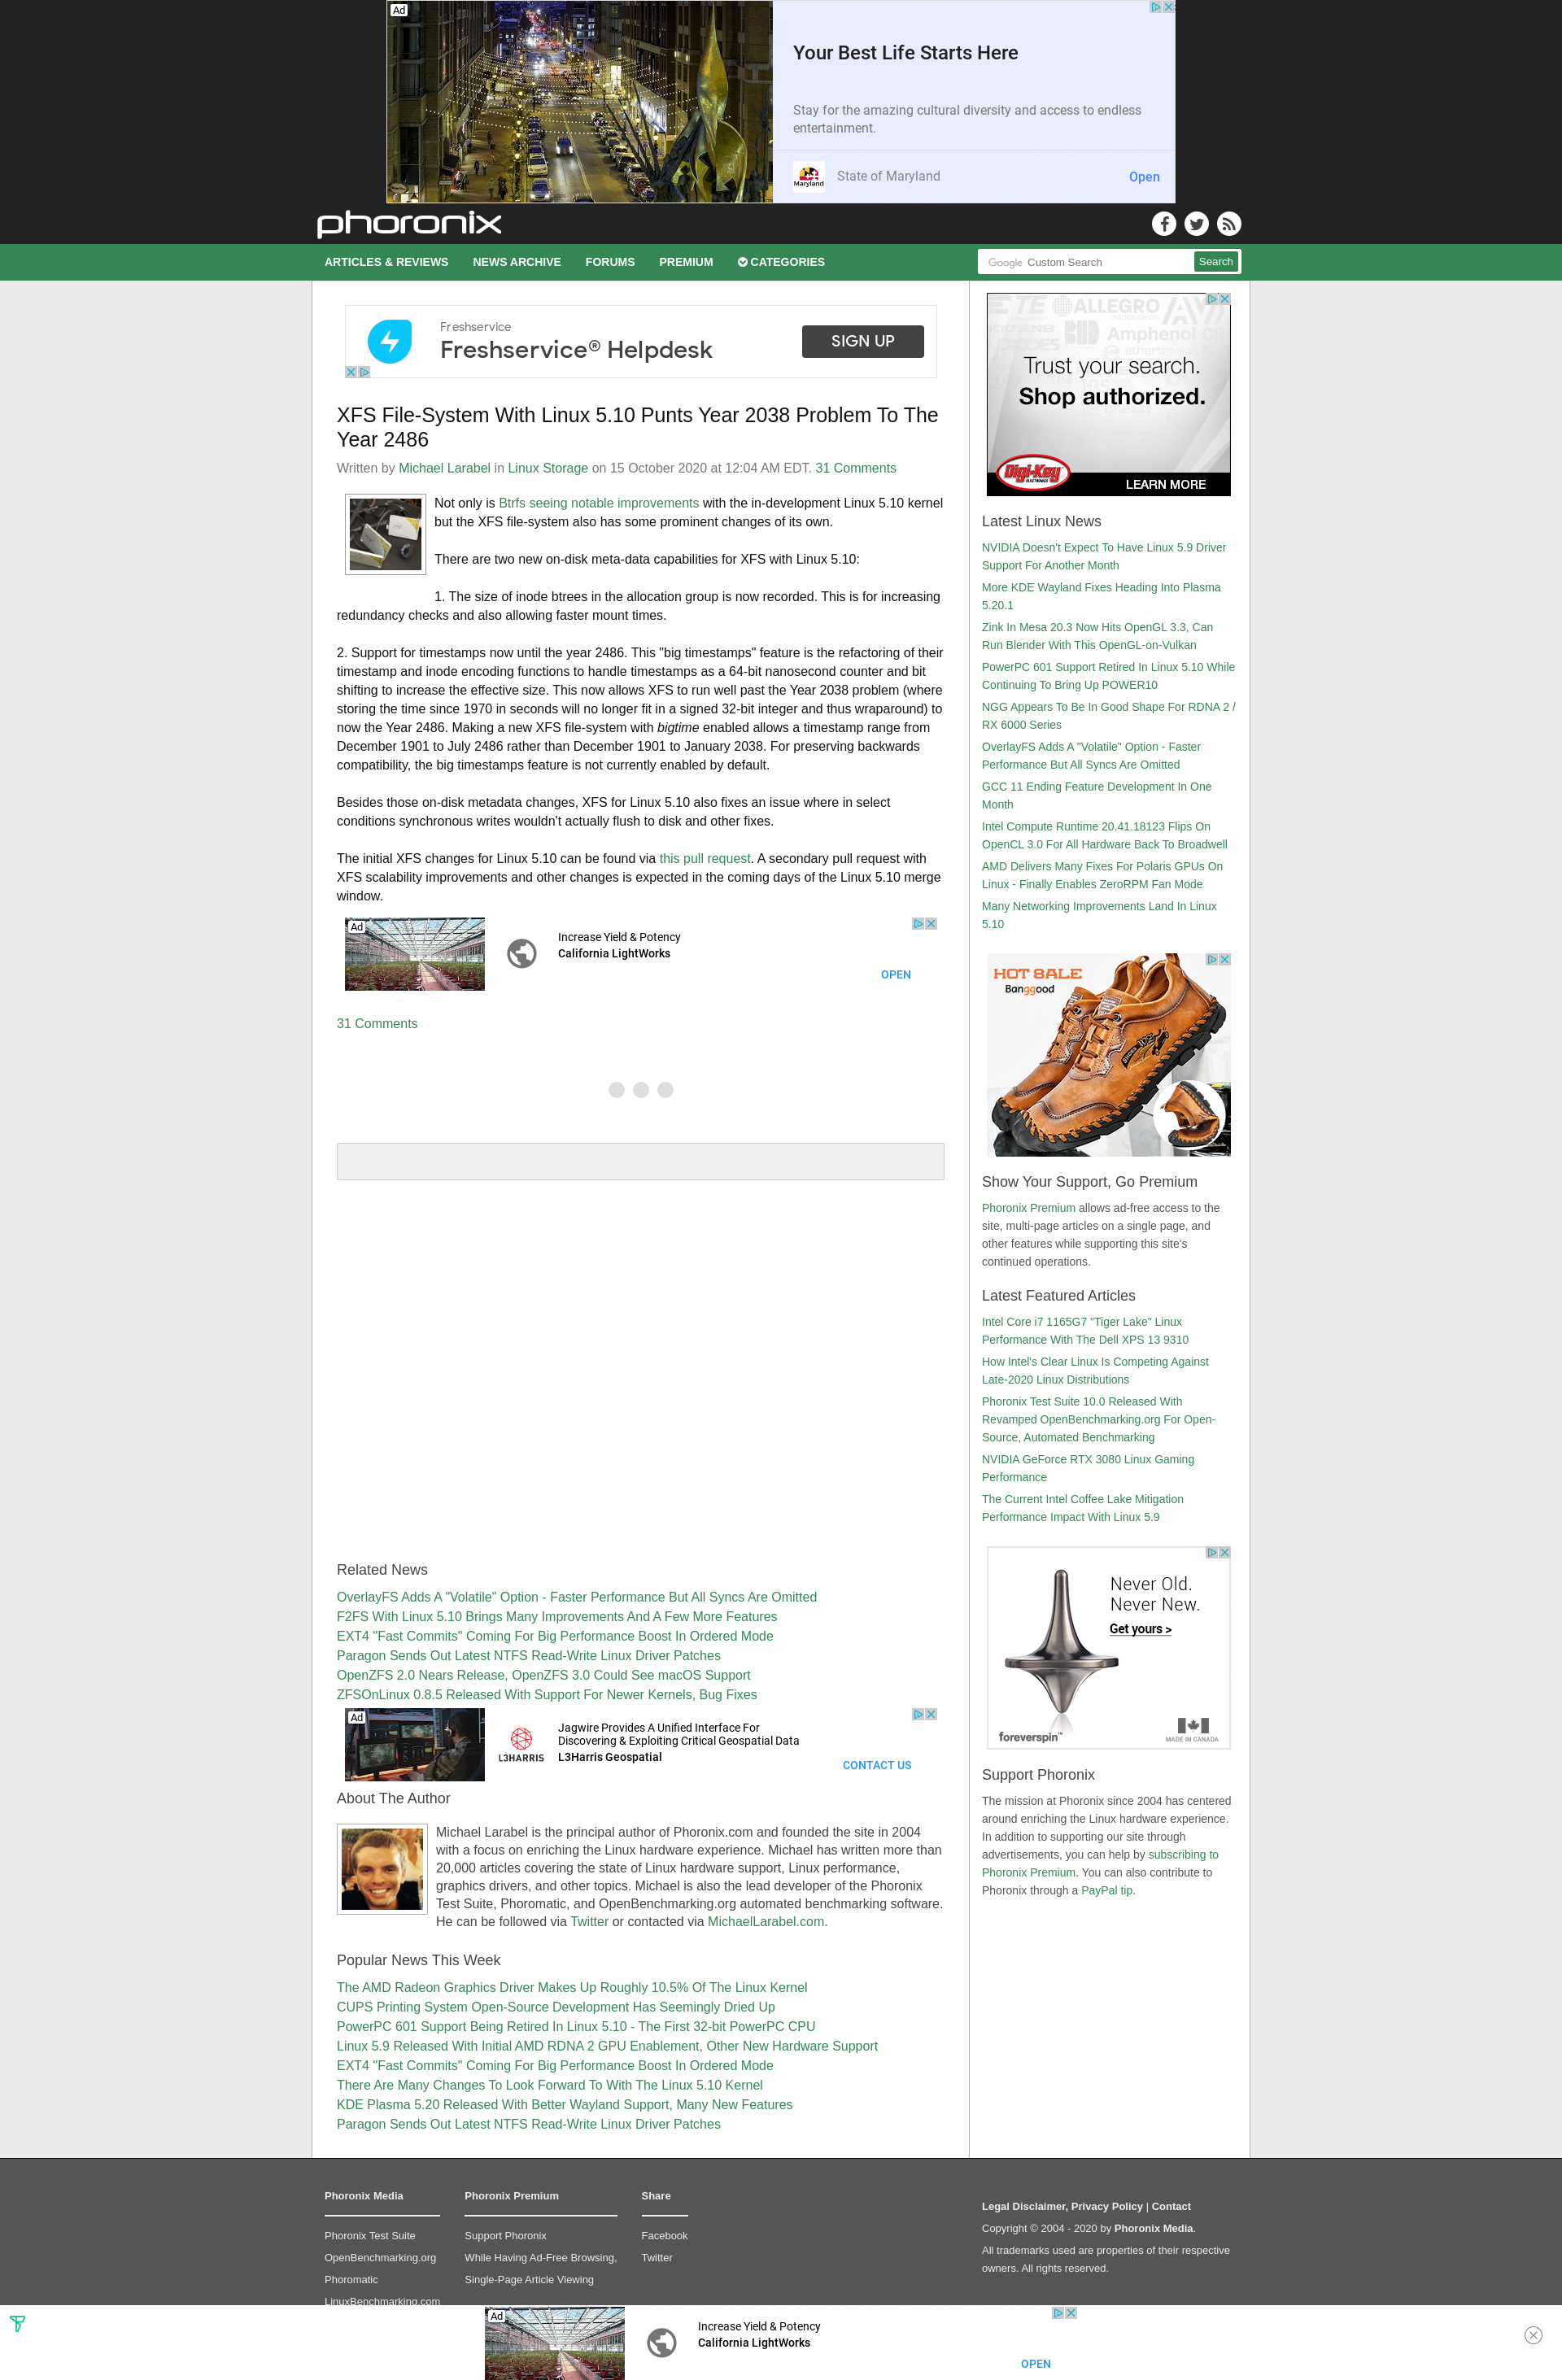 Ad
Your Best Life Starts Here
Stay for the amazing cultural diversity and access to endless
entertainment.
Maryland
State of Maryland
Open
phoronix
ARTICLES & REVIEWS
NEWS ARCHIVE
FORUMS
PREMIUM
CATEGORIES
Google Custom Search
Search
Freshservice
Freshservice® Helpdesk
SIGN UP
XFS File-System With Linux 5.10 Punts Year 2038 Problem To The
Year 2486
Written by Michael Larabel in Linux Storage on 15 October 2020 at 12:04 AM EDT. 31 Comments
Not only is Btrfs seeing notable improvements with the in-development Linux 5.10 kernel
but the XFS file-system also has some prominent changes of its own.
There are two new on-disk meta-data capabilities for XFS with Linux 5.10:
1. The size of inode btrees in the allocation group is now recorded. This is for increasing
redundancy checks and also allowing faster mount times.
2. Support for timestamps now until the year 2486. This "big timestamps" feature is the refactoring of their
timestamp and inode encoding functions to handle timestamps as a 64-bit nanosecond counter and bit
shifting to increase the effective size. This now allows XFS to run well past the Year 2038 problem (where
storing the time since 1970 in seconds will no longer fit in a signed 32-bit integer and thus wraparound) to
now the Year 2486. Making a new XFS file-system with bigtime enabled allows a timestamp range from
December 1901 to July 2486 rather than December 1901 to January 2038. For preserving backwards
compatibility, the big timestamps feature is not currently enabled by default.
Besides those on-disk metadata changes, XFS for Linux 5.10 also fixes an issue where in select
conditions synchronous writes wouldn't actually flush to disk and other fixes.
The initial XFS changes for Linux 5.10 can be found via this pull request. A secondary pull request with
XFS scalability improvements and other changes is expected in the coming days of the Linux 5.10 merge
window.
Ad
Increase Yield & Potency
California LightWorks
OPEN
31 Comments
Related News
OverlayFS Adds A "Volatile" Option - Faster Performance But All Syncs Are Omitted
F2FS With Linux 5.10 Brings Many Improvements And A Few More Features
EXT4 "Fast Commits" Coming For Big Performance Boost In Ordered Mode
Paragon Sends Out Latest NTFS Read-Write Linux Driver Patches
OpenZFS 2.0 Nears Release, OpenZFS 3.0 Could See macOS Support
ZFSOnLinux 0.8.5 Released With Support For Newer Kernels, Bug Fixes
Ad
L3HARRIS
Jagwire Provides A Unified Interface For
Discovering & Exploiting Critical Geospatial Data
L3Harris Geospatial
CONTACT US
About The Author
Michael Larabel is the principal author of Phoronix.com and founded the site in 2004
with a focus on enriching the Linux hardware experience. Michael has written more than
20,000 articles covering the state of Linux hardware support, Linux performance,
graphics drivers, and other topics. Michael is also the lead developer of the Phoronix
Test Suite, Phoromatic, and OpenBenchmarking.org automated benchmarking software.
He can be followed via Twitter or contacted via MichaelLarabel.com.
Popular News This Week
The AMD Radeon Graphics Driver Makes Up Roughly 10.5% Of The Linux Kernel
CUPS Printing System Open-Source Development Has Seemingly Dried Up
PowerPC 601 Support Being Retired In Linux 5.10 - The First 32-bit PowerPC CPU
Linux 5.9 Released With Initial AMD RDNA 2 GPU Enablement, Other New Hardware Support
EXT4 "Fast Commits" Coming For Big Performance Boost In Ordered Mode
There Are Many Changes To Look Forward To With The Linux 5.10 Kernel
KDE Plasma 5.20 Released With Better Wayland Support, Many New Features
Paragon Sends Out Latest NTFS Read-Write Linux Driver Patches
ALLEGRO
Amphenol
Trust your search.
Shop authorized.
Digi-Key
ELECTRONICS
LEARN MORE
Latest Linux News
NVIDIA Doesn't Expect To Have Linux 5.9 Driver
Support For Another Month
More KDE Wayland Fixes Heading Into Plasma
5.20.1
Zink In Mesa 20.3 Now Hits OpenGL 3.3, Can
Run Blender With This OpenGL-on-Vulkan
PowerPC 601 Support Retired In Linux 5.10 While
Continuing To Bring Up POWER10
NGG Appears To Be In Good Shape For RDNA 2 /
RX 6000 Series
OverlayFS Adds A "Volatile" Option - Faster
Performance But All Syncs Are Omitted
GCC 11 Ending Feature Development In One
Month
Intel Compute Runtime 20.41.18123 Flips On
OpenCL 3.0 For All Hardware Back To Broadwell
AMD Delivers Many Fixes For Polaris GPUs On
Linux - Finally Enables ZeroRPM Fan Mode
Many Networking Improvements Land In Linux
5.10
HOT SALE
Banggood
Show Your Support, Go Premium
Phoronix Premium allows ad-free access to the
site, multi-page articles on a single page, and
other features while supporting this site's
continued operations.
Latest Featured Articles
Intel Core i7 1165G7 "Tiger Lake" Linux
Performance With The Dell XPS 13 9310
How Intel's Clear Linux Is Competing Against
Late-2020 Linux Distributions
Phoronix Test Suite 10.0 Released With
Revamped OpenBenchmarking.org For Open-
Source, Automated Benchmarking
NVIDIA GeForce RTX 3080 Linux Gaming
Performance
The Current Intel Coffee Lake Mitigation
Performance Impact With Linux 5.9
Never Old.
Never New.
Get yours >
foreverspin™
MADE IN CANADA
Support Phoronix
The mission at Phoronix since 2004 has centered
around enriching the Linux hardware experience.
In addition to supporting our site through
advertisements, you can help by subscribing to
Phoronix Premium. You can also contribute to
Phoronix through a PayPal tip.
Phoronix Media
Phoronix Test Suite
OpenBenchmarking.org
Phoromatic
LinuxBenchmarking.com
Phoronix Premium
Support Phoronix
While Having Ad-Free Browsing,
Single-Page Article Viewing
Share
Facebook
Twitter
Legal Disclaimer, Privacy Policy | Contact
Copyright © 2004 - 2020 by Phoronix Media.
All trademarks used are properties of their respective
owners. All rights reserved.
Ad
Increase Yield & Potency
California LightWorks
OPEN